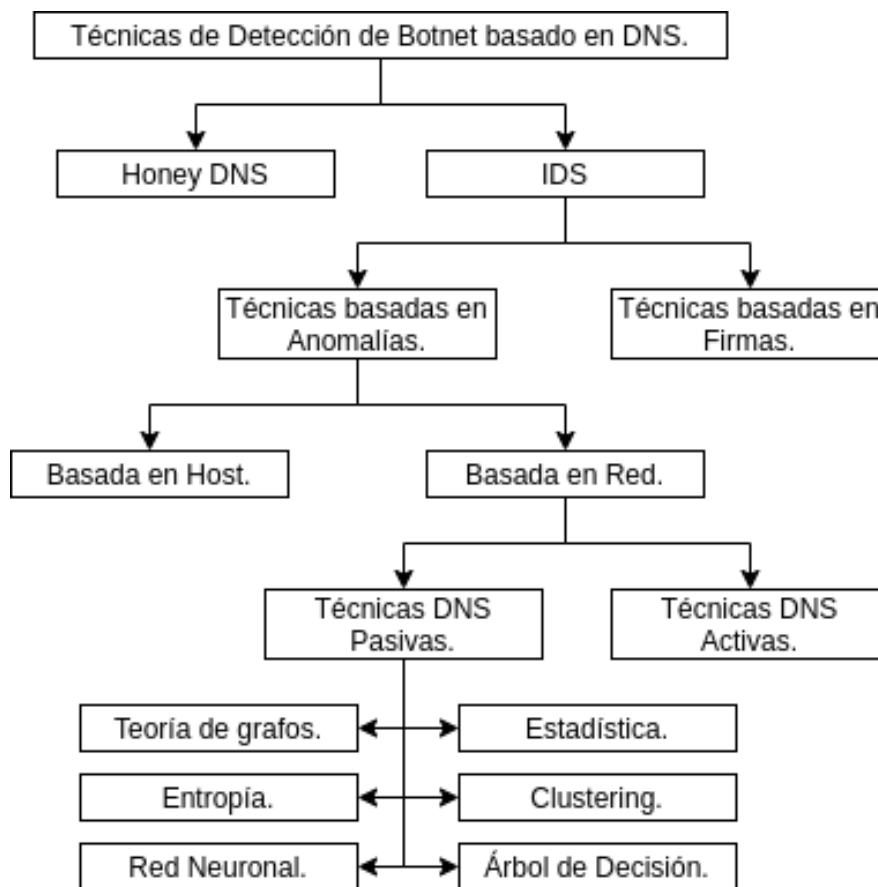 Técnicas de Detección de Botnet basado en DNS.
Honey DNS
IDS
Técnicas basadas en
Anomalías.
Técnicas basadas en
Firmas.
Basada en Host.
Basada en Red.
Técnicas DNS
Pasivas.
Técnicas DNS
Activas.
Teoría de grafos.
Estadística.
Entropía.
Clustering.
Red Neuronal.
Árbol de Decisión.